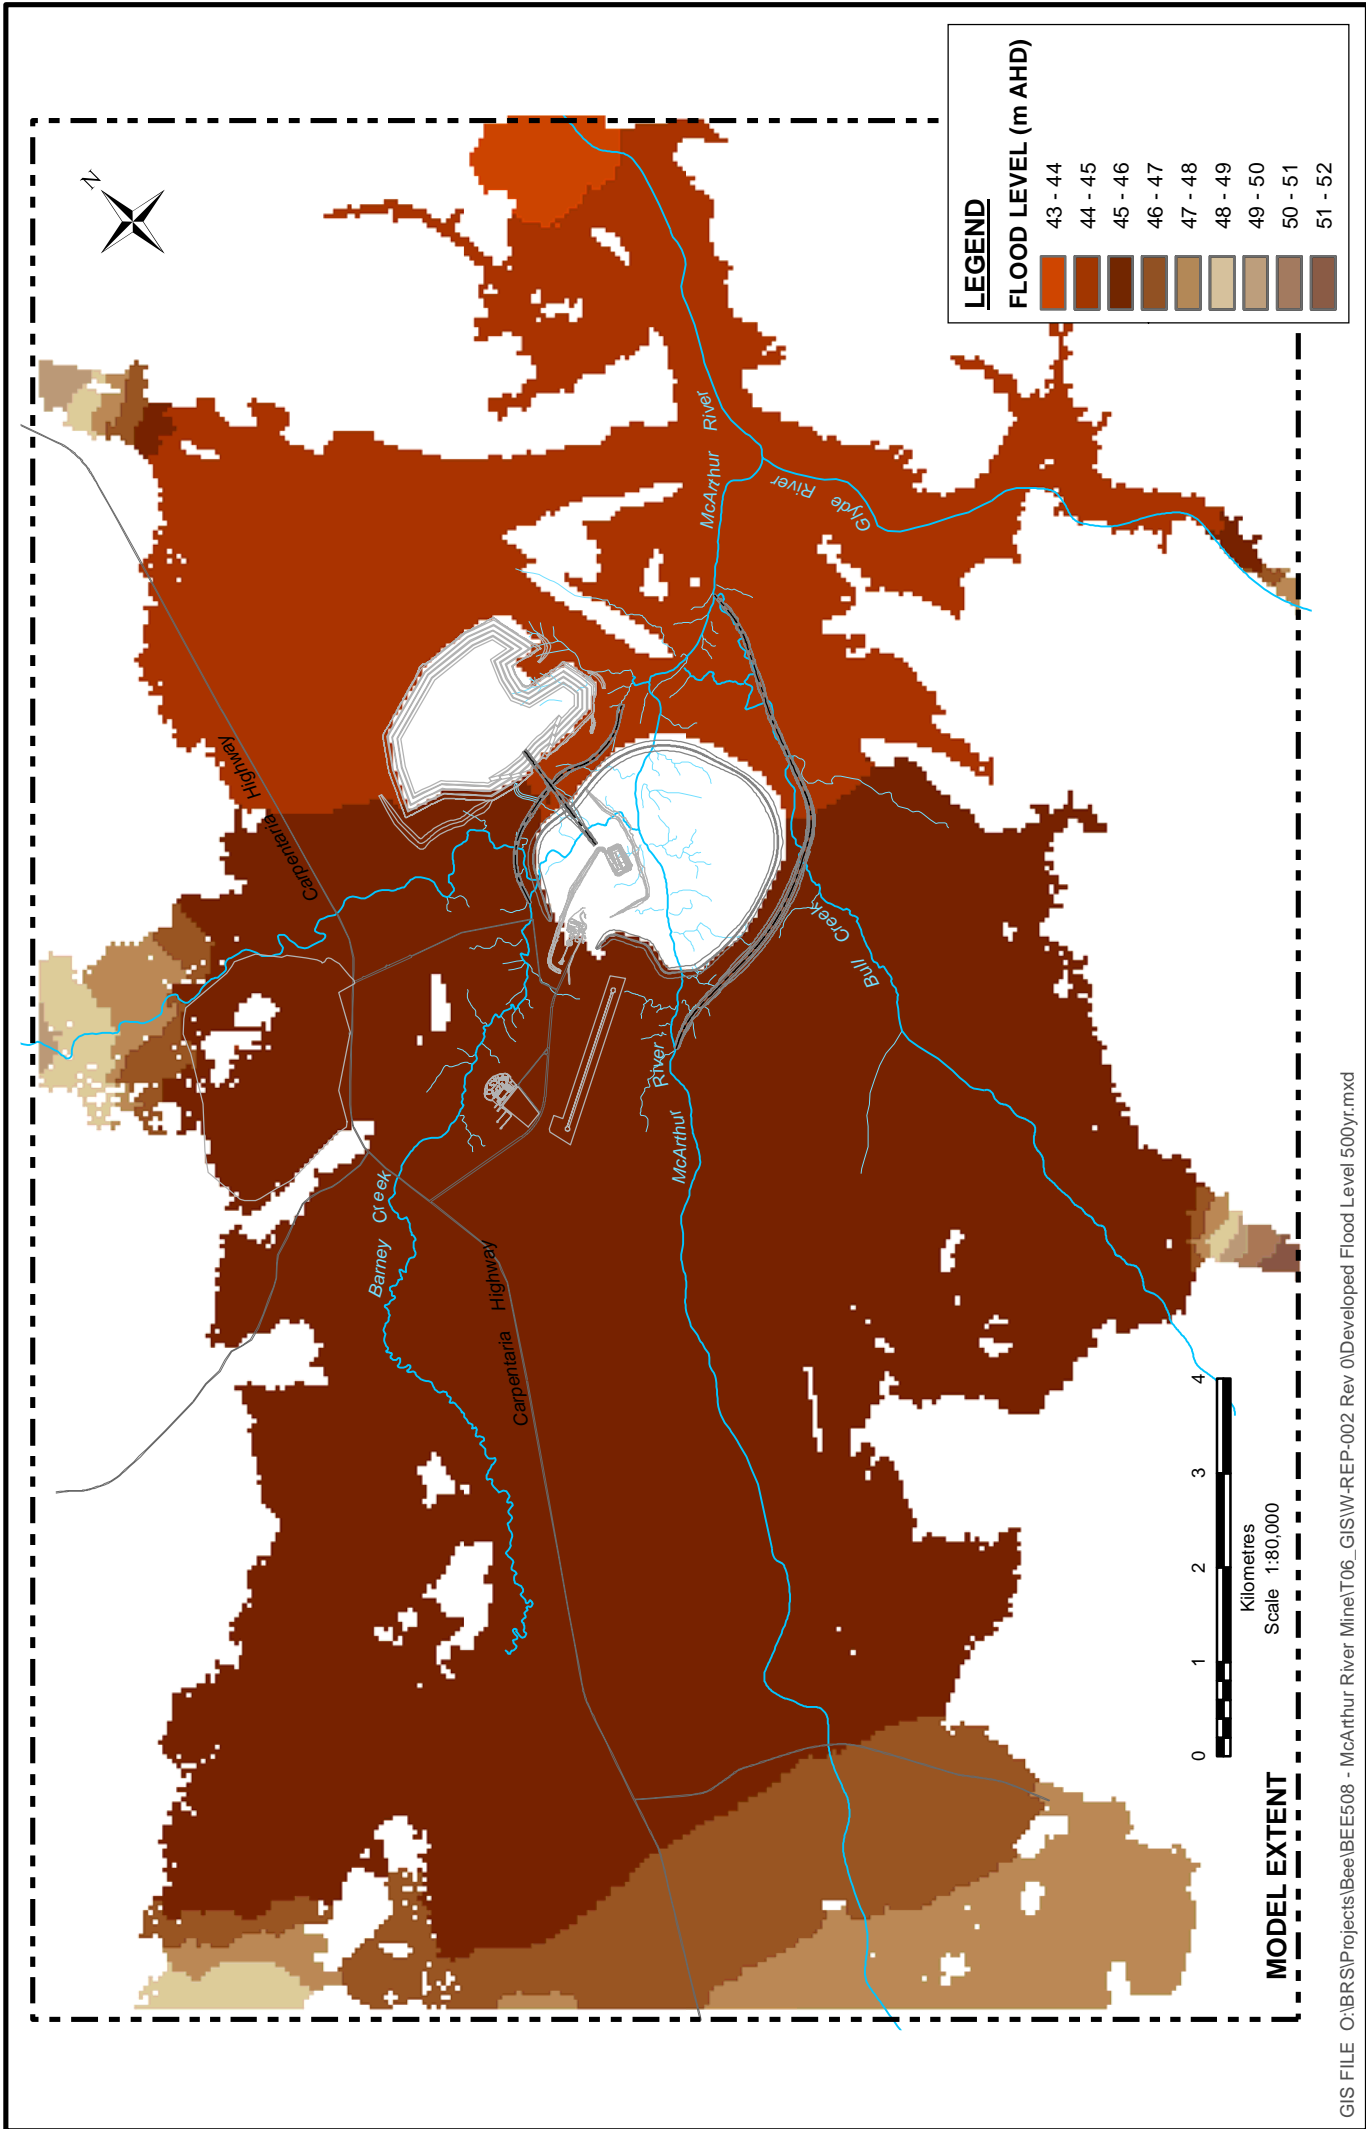 N
Carpentaria Highway
Barney Creek
Carpentaria Highway
McArthur River
McArthur River
Glyde River
Bull Creek
LEGEND
FLOOD LEVEL (m AHD)
43 - 44
44 - 45
45 - 46
46 - 47
47 - 48
48 - 49
49 - 50
50 - 51
51 - 52
0 1 2 3 4
Kilometres
Scale 1:80,000
MODEL EXTENT
GIS FILE O:\BRS\Projects\Bee\BEE508 - McArthur River Mine\T06_GIS\W-REP-002 Rev 0\Developed Flood Level 500yr.mxd